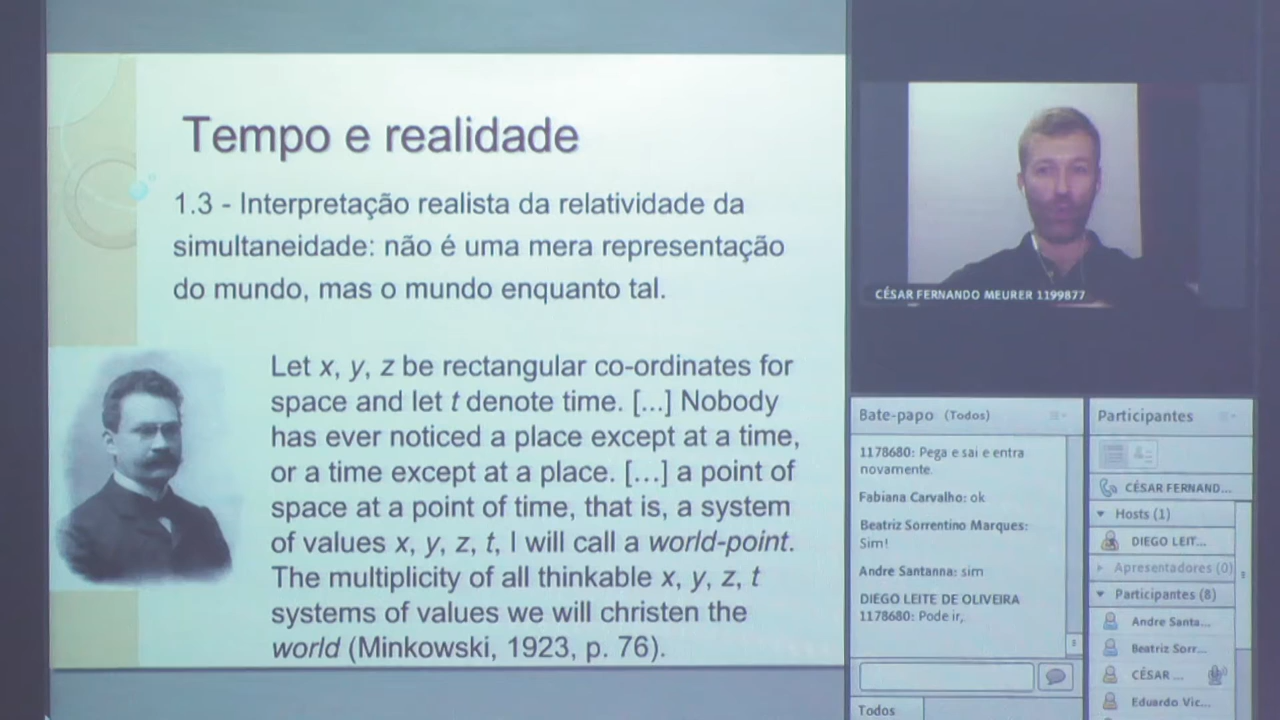 Tempo e realidade
1.3 - Interpretação realista da relatividade da
simultaneidade: não é uma mera representação
do mundo, mas o mundo enquanto tal.
Let x, y, z be rectangular co-ordinates for
space and let t denote time. [...] Nobody
has ever noticed a place except at a time,
or a time except at a place. [...] a point of
space at a point of time, that is, a system
of values x, y, z, t, I will call a world-point.
The multiplicity of all thinkable x, y, z, t
systems of values we will christen the
world (Minkowski, 1923, p. 76).
CÉSAR FERNANDO MEURER 1199877
Bate-papo (Todos)
1178680: Pega e sai e entra
novamente.
Fabiana Carvalho: ok
Beatriz Sorrentino Marques:
Sim!
Andre Santanna: sim
DIEGO LEITE DE OLIVEIRA
1178680: Pode ir,
Todos
Participantes
CÉSAR FERNAND...
Hosts (1)
DIEGO LEIT...
Apresentadores (0)
Participantes (8)
Andre Santa...
Beatriz Sorr...
CÉSAR ...
Eduardo Vic...